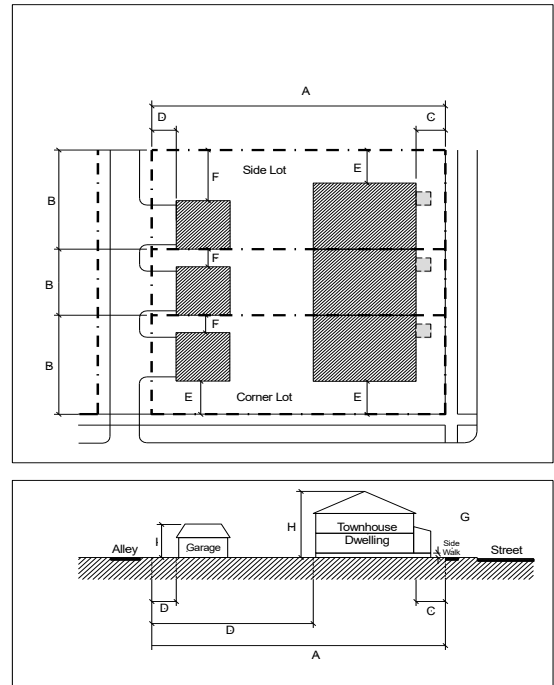 A
D
C
Side Lot
E
F
B
F
B
F
B
E
Corner Lot
E
H
G
I
Townhouse
Dwelling
Side
Walk
Alley
Garage
Street
D
C
D
A